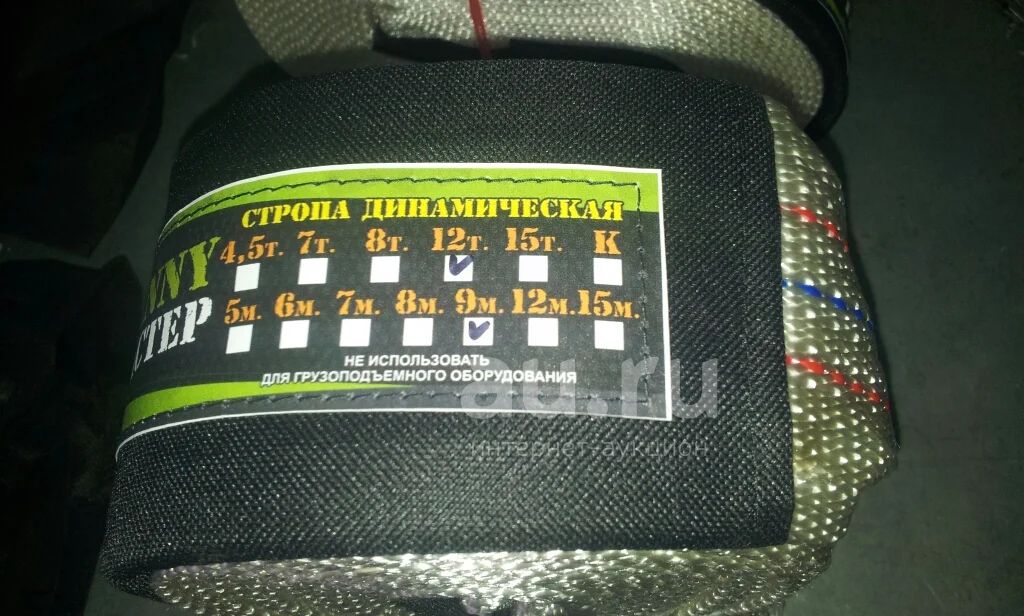 СТРОПА ДИНАМИЧЕСКАЯ
4,5т. 7т. 8т. 12т. 15т. К
5м. 6м. 7м. 8м. 9м. 12м. 15м.
НЕ ИСПОЛЬЗОВАТЬ
ДЛЯ ГРУЗОПОДЪЕМНОГО ОБОРУДОВАНИЯ
au.ru
интернет-аукцион